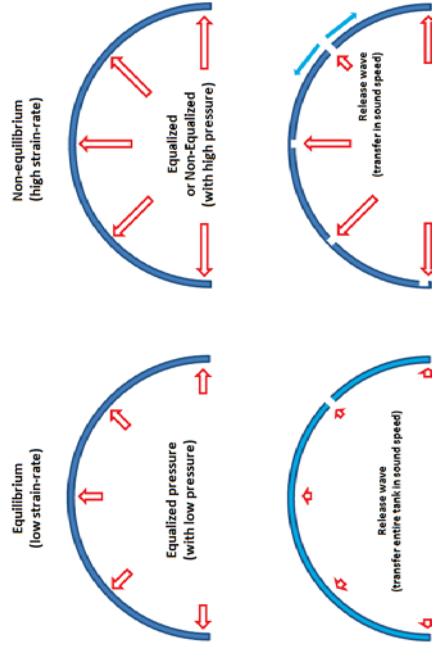 Equilibrium
(low strain-rate)
Equalized pressure
(with low pressure)
Release wave
(transfer entire tank in sound speed)
Non-equilibrium
(high strain-rate)
Equalized
or Non-Equalized
(with high pressure)
Release wave
(transfer in sound speed)